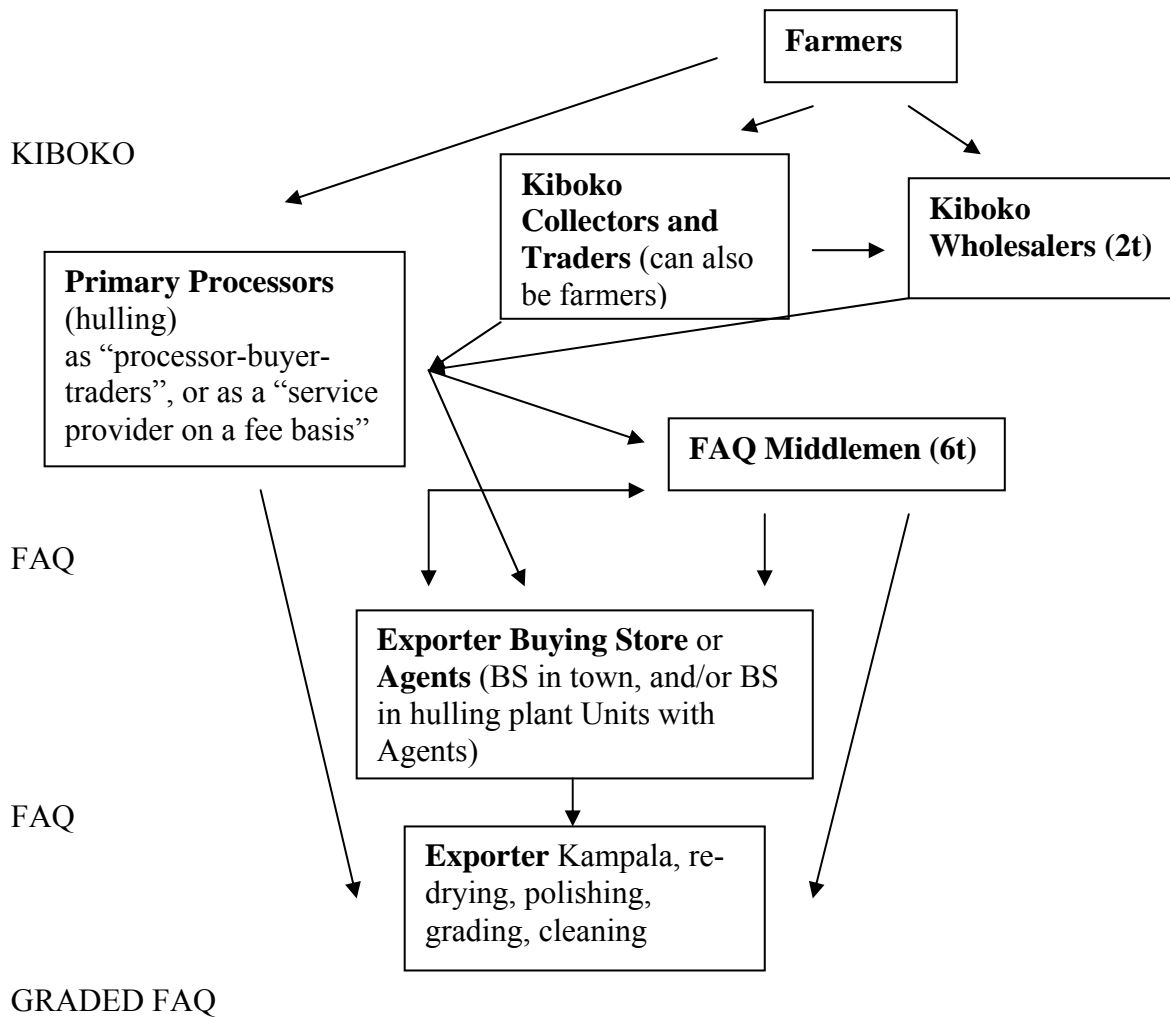 Farmers
KIBOKO
Kiboko
Collectors and
Traders (can also
be farmers)
Kiboko
Wholesalers (2t)
Primary Processors
(hulling)
as “processor-buyer-
traders”, or as a “service
provider on a fee basis”
FAQ Middlemen (6t)
FAQ
Exporter Buying Store or
Agents (BS in town, and/or BS
in hulling plant Units with
Agents)
FAQ
Exporter Kampala, re-
drying, polishing,
grading, cleaning
GRADED FAQ